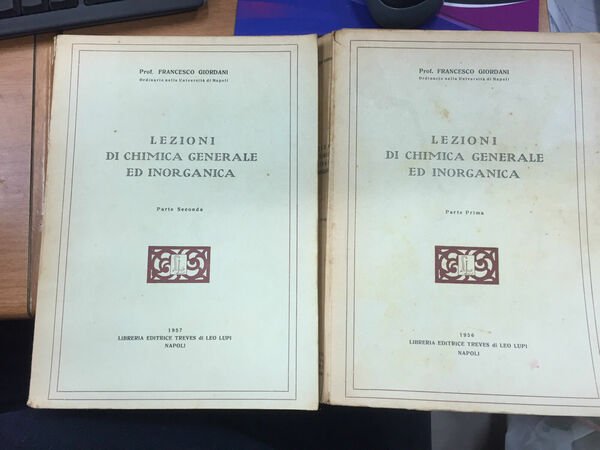 Prof. FRANCESCO GIORDANI
Ordinario nella Università di Napoli
LEZIONI
DI CHIMICA GENERALE
ED INORGANICA
Parte Seconda
1957
LIBRERIA EDITRICE TREVES di LEO LUPI
NAPOLI
Prof. FRANCESCO GIORDANI
Ordinario nella Università di Napoli
LEZIONI
DI CHIMICA GENERALE
ED INORGANICA
Parte Prima
1956
LIBRERIA EDITRICE TREVES di LEO LUPI
NAPOLI